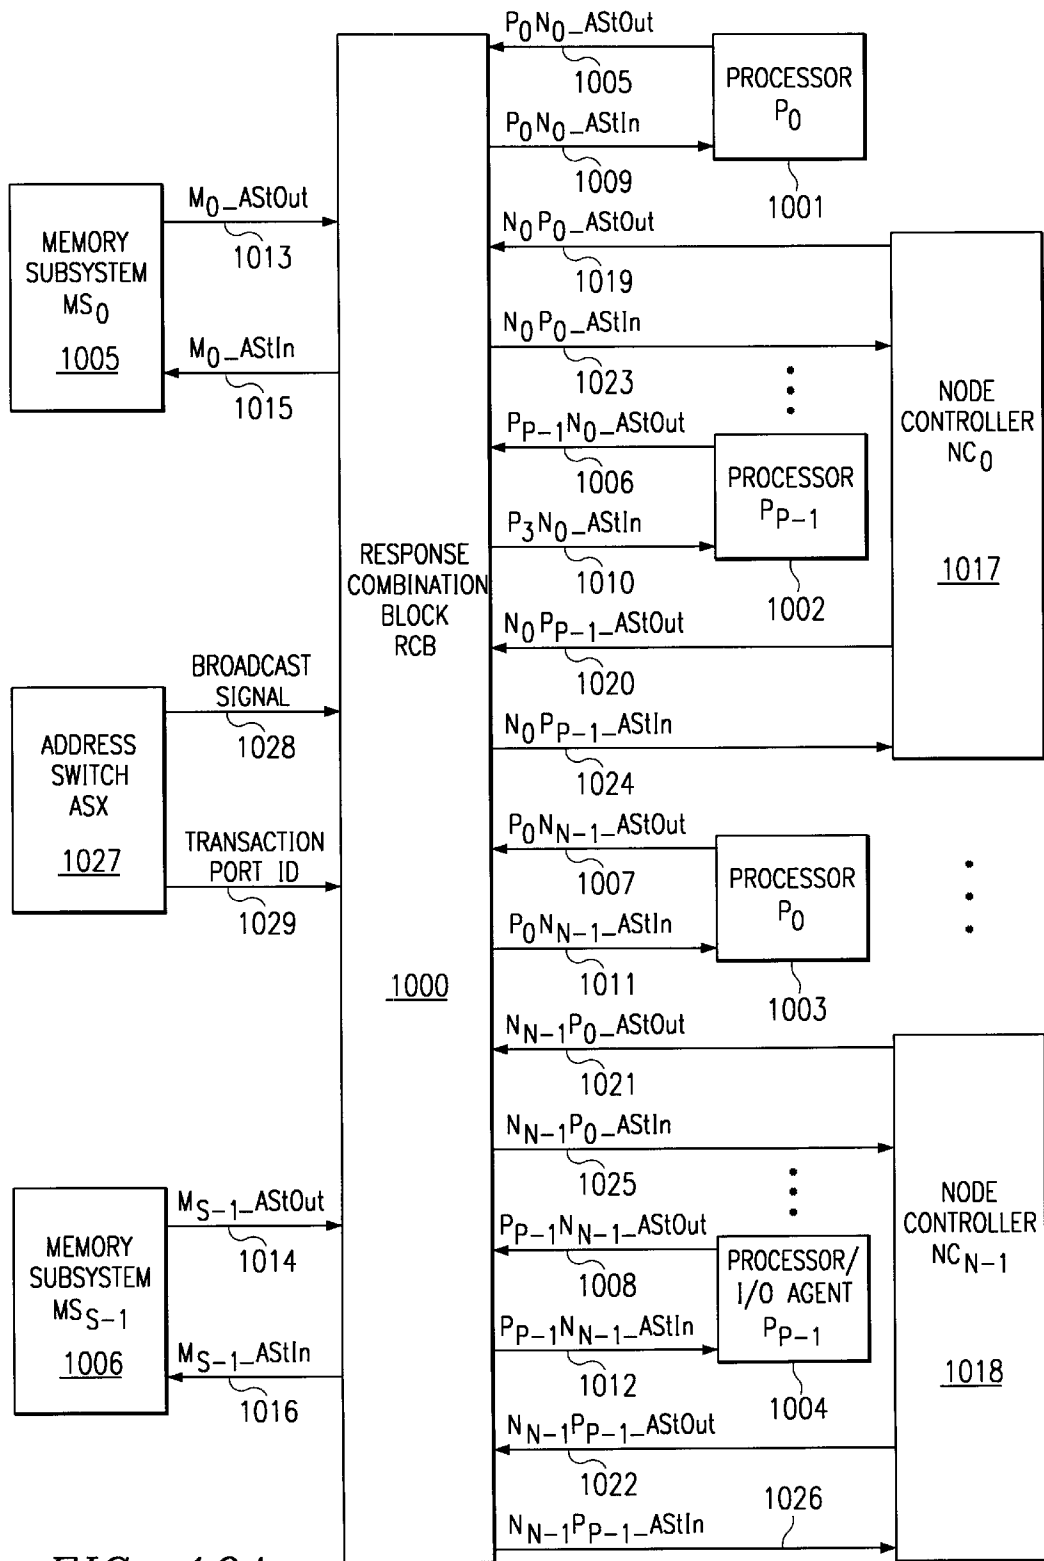 P0N0_AStOut
1005
PROCESSOR
P0
P0N0_AStIn
1009
1001
M0_AStOut
1013
MEMORY
SUBSYSTEM
MS0
1005
M0_AStIn
1015
N0P0_AStOut
1019
N0P0_AStIn
1023
NODE
CONTROLLER
NC0
1017
PP-1N0_AStOut
1006
PROCESSOR
PP-1
P3N0_AStIn
1010
1002
RESPONSE
COMBINATION
BLOCK
RCB
1000
N0PP-1_AStOut
1020
N0PP-1_AStIn
1024
BROADCAST
SIGNAL
1028
ADDRESS
SWITCH
ASX
1027
TRANSACTION
PORT ID
1029
P0NN-1_AStOut
1007
PROCESSOR
P0
P0NN-1_AStIn
1011
1003
NN-1P0_AStOut
1021
NN-1P0_AStIn
1025
NODE
CONTROLLER
NCN-1
1018
MS-1_AStOut
1014
MEMORY
SUBSYSTEM
MSS-1
1006
MS-1_AStIn
1016
PP-1NN-1_AStOut
1008
PROCESSOR/
I/O AGENT
PP-1
PP-1NN-1_AStIn
1012
1004
NN-1PP-1_AStOut
1022
1026
NN-1PP-1_AStIn